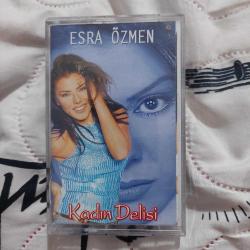 ESRA ÖZMEN
Kadın Delisi